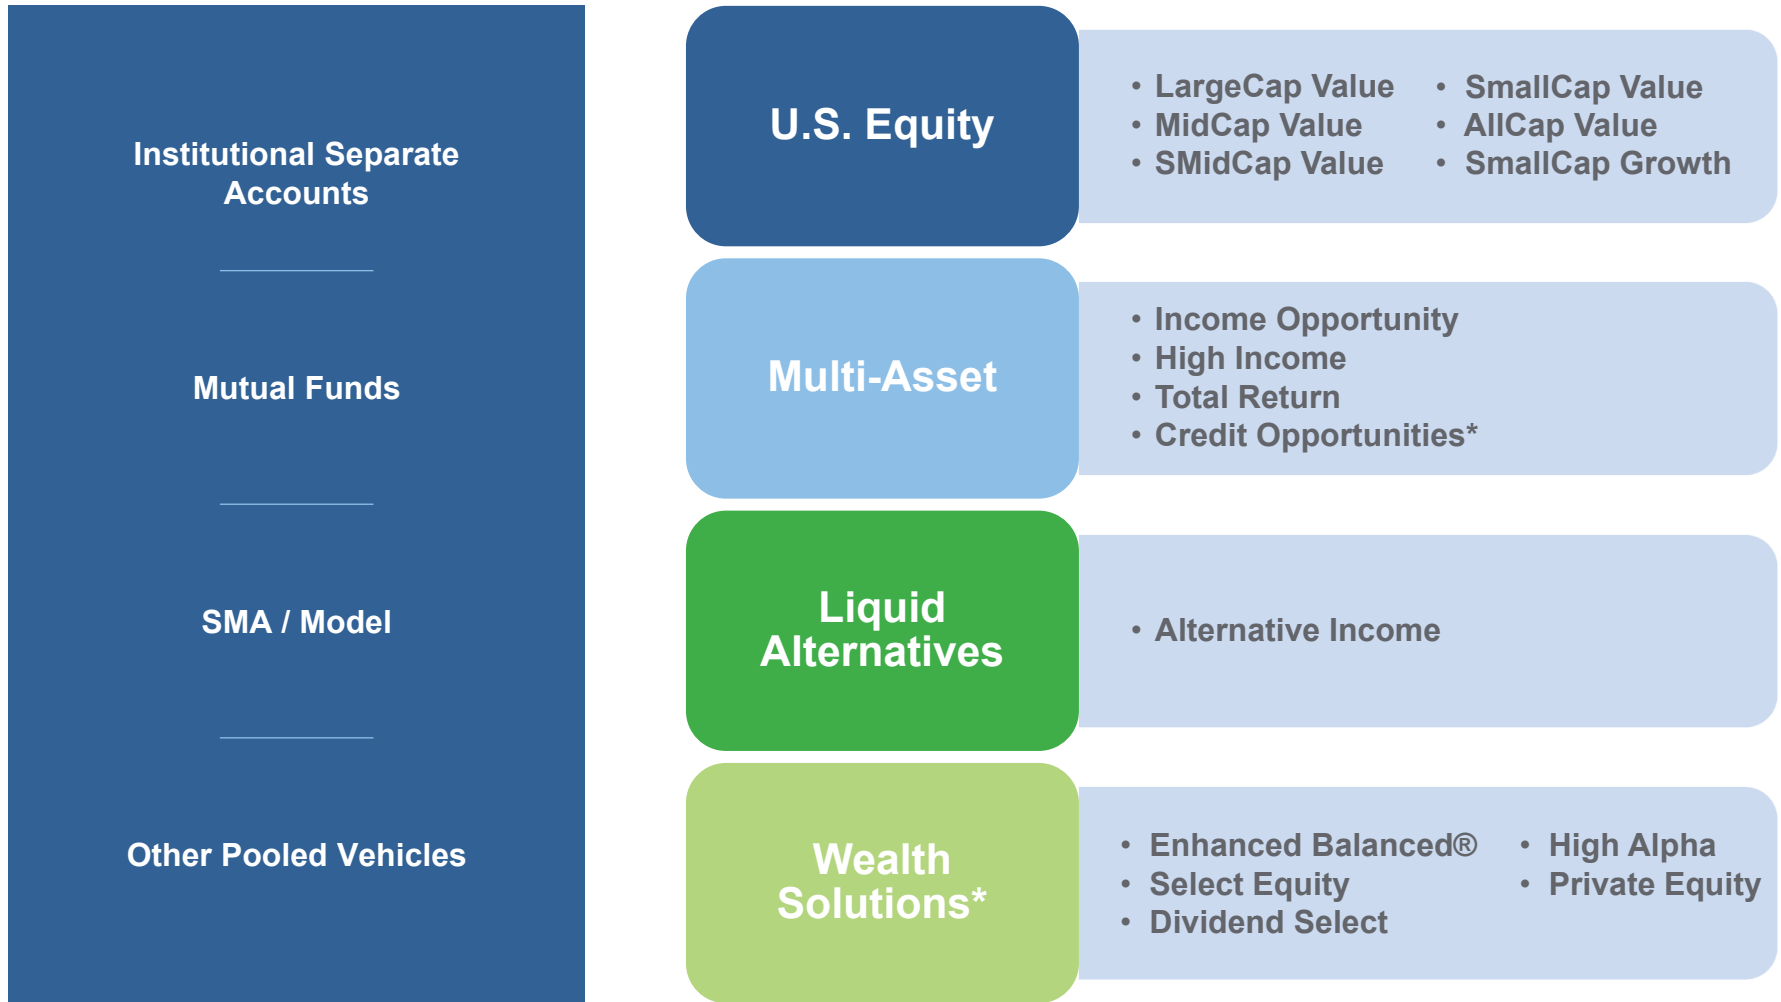 Institutional Separate
Accounts
Mutual Funds
SMA / Model
Other Pooled Vehicles
U.S. Equity
• LargeCap Value
• MidCap Value
• SMidCap Value
• SmallCap Value
• AllCap Value
• SmallCap Growth
Multi-Asset
• Income Opportunity
• High Income
• Total Return
• Credit Opportunities*
Liquid
Alternatives
• Alternative Income
Wealth
Solutions*
• Enhanced Balanced®
• Select Equity
• Dividend Select
• High Alpha
• Private Equity